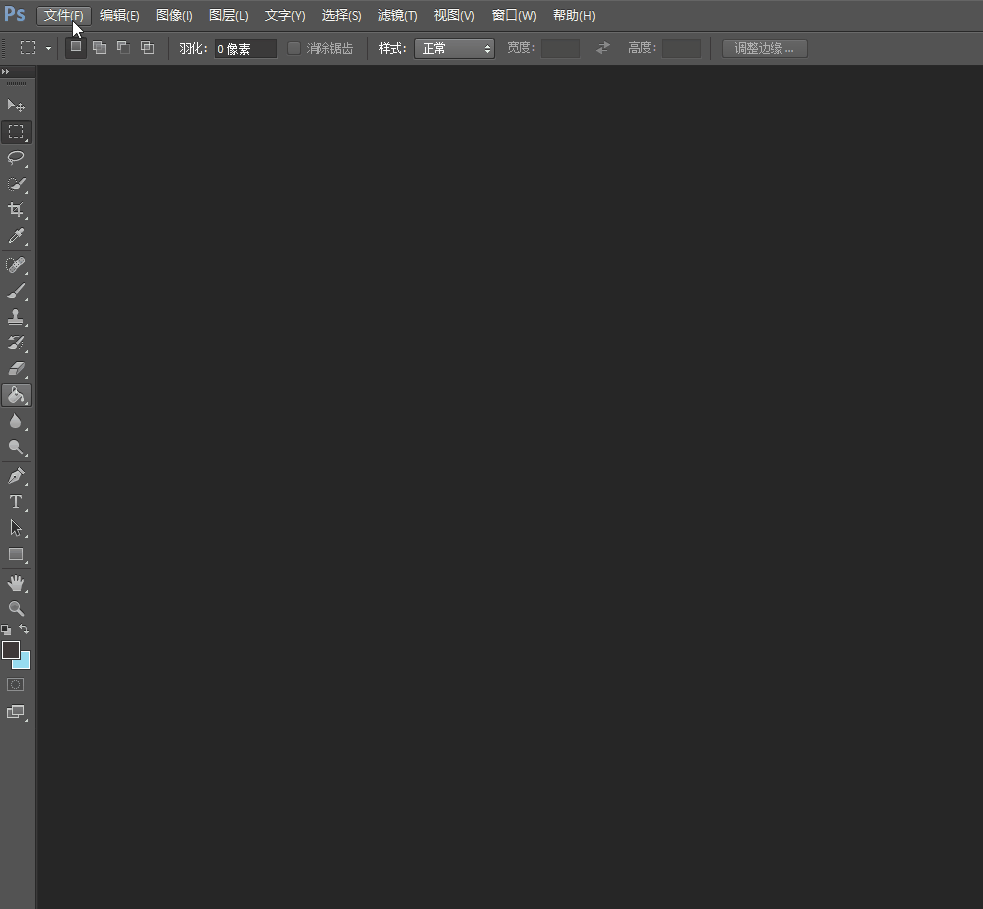 Ps 文件(F) 编辑(E) 图像(I) 图层(L) 文字(Y) 选择(S) 滤镜(T) 视图(V) 窗口(W) 帮助(H)
羽化: 0 像素 消除锯齿 样式: 正常 宽度: 高度: 调整边缘 ...
T